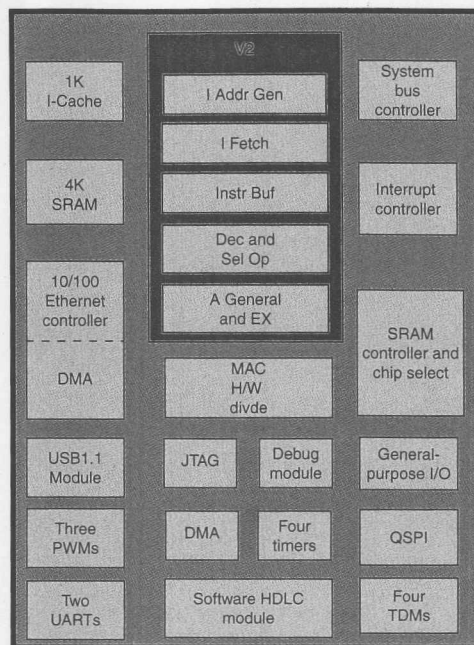 V2
1K
I-Cache
I Addr Gen
System
bus
controller
I Fetch
4K
SRAM
Instr Buf
Interrupt
controller
Dec and
Sel Op
10/100
Ethernet
controller
A General
and EX
SRAM
controller and
chip select
DMA
MAC
H/W
divde
USB1.1
Module
JTAG
Debug
module
General-
purpose I/O
Three
PWMs
DMA
Four
timers
QSPI
Two
UARTs
Software HDLC
module
Four
TDMs